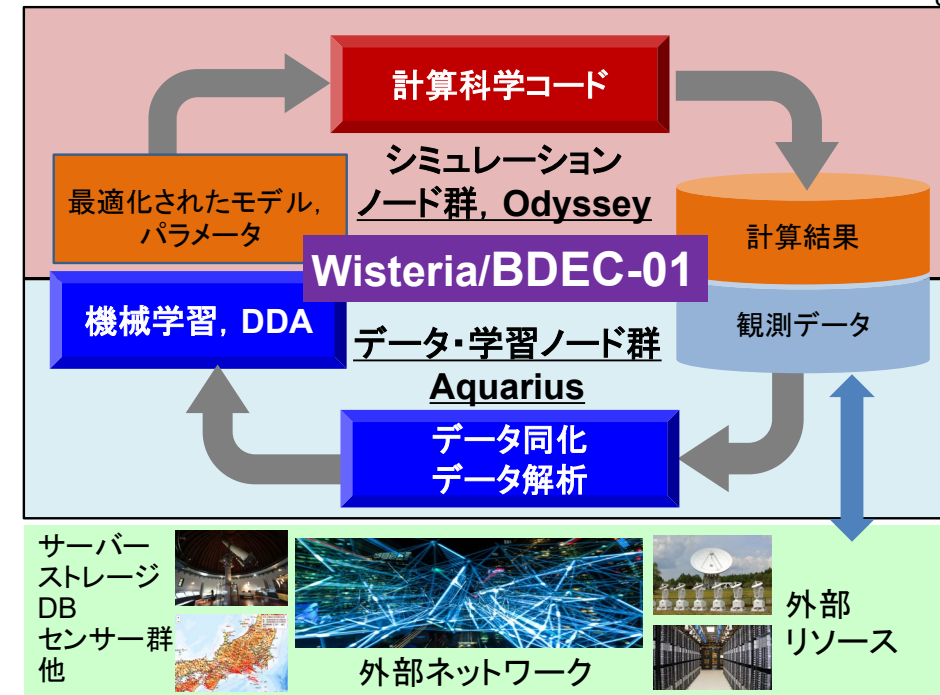 計算科学コード
シミュレーション
ノード群, Odyssey
最適化されたモデル,
パラメータ
計算結果
Wisteria/BDEC-01
機械学習, DDA
観測データ
データ・学習ノード群
Aquarius
データ同化
データ解析
サーバー
ストレージ
DB
センサー群
他
外部ネットワーク
外部
リソース